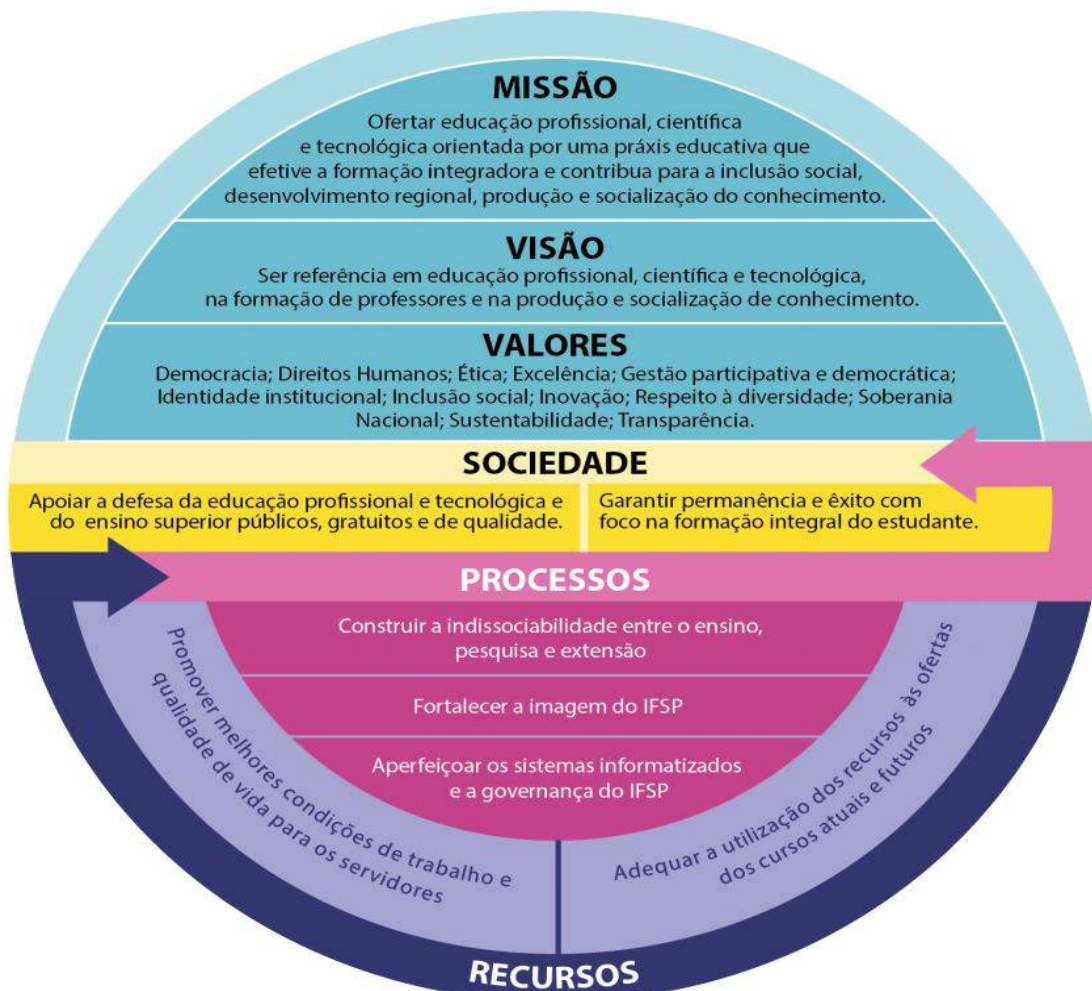 MISSÃO
Ofertar educação profissional, científica
e tecnológica orientada por uma práxis educativa que
efetive a formação integradora e contribua para a inclusão social,
desenvolvimento regional, produção e socialização do conhecimento.
VISÃO
Ser referência em educação profissional, científica e tecnológica,
na formação de professores e na produção e socialização de conhecimento.
VALORES
Democracia; Direitos Humanos; Ética; Excelência; Gestão participativa e democrática;
Identidade institucional; Inclusão social; Inovação; Respeito à diversidade; Soberania
Nacional; Sustentabilidade; Transparência.
SOCIEDADE
Apoiar a defesa da educação profissional e tecnológica e
do ensino superior públicos, gratuitos e de qualidade.
Garantir permanência e êxito com
foco na formação integral do estudante.
PROCESSOS
Construir a indissociabilidade entre o ensino,
pesquisa e extensão
Fortalecer a imagem do IFSP
Aperfeiçoar os sistemas informatizados
e a governança do IFSP
Promover melhores condições de trabalho e
qualidade de vida para os servidores
Adequar a utilização dos recursos às ofertas
dos cursos atuais e futuros
RECURSOS